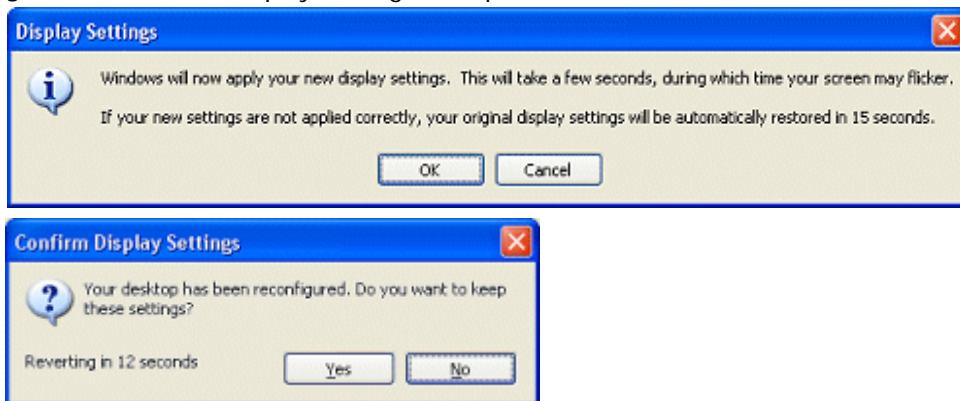 Display Settings
Windows will now apply your new display settings. This will take a few seconds, during which time your screen may flicker.
If your new settings are not applied correctly, your original display settings will be automatically restored in 15 seconds.
OK Cancel
Confirm Display Settings
Your desktop has been reconfigured. Do you want to keep
these settings?
Reverting in 12 seconds Yes No